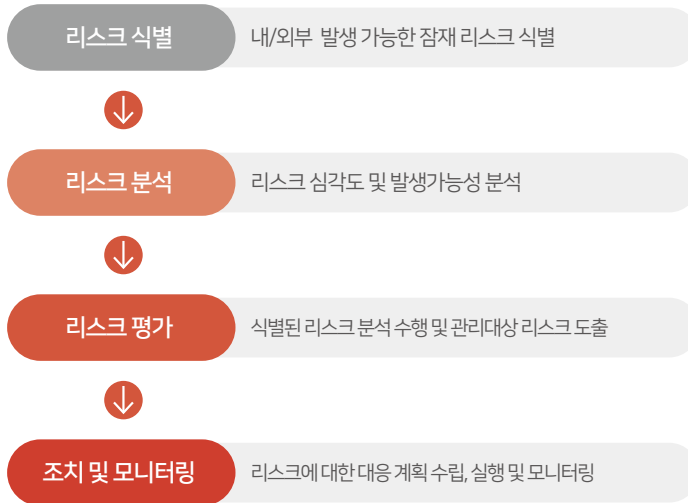 리스크 식별
내/외부 발생 가능한 잠재 리스크 식별
리스크 분석
리스크 심각도 및 발생가능성 분석
리스크 평가
식별된 리스크 분석 수행 및 관리대상 리스크 도출
조치 및 모니터링
리스크에 대한 대응 계획 수립, 실행 및 모니터링